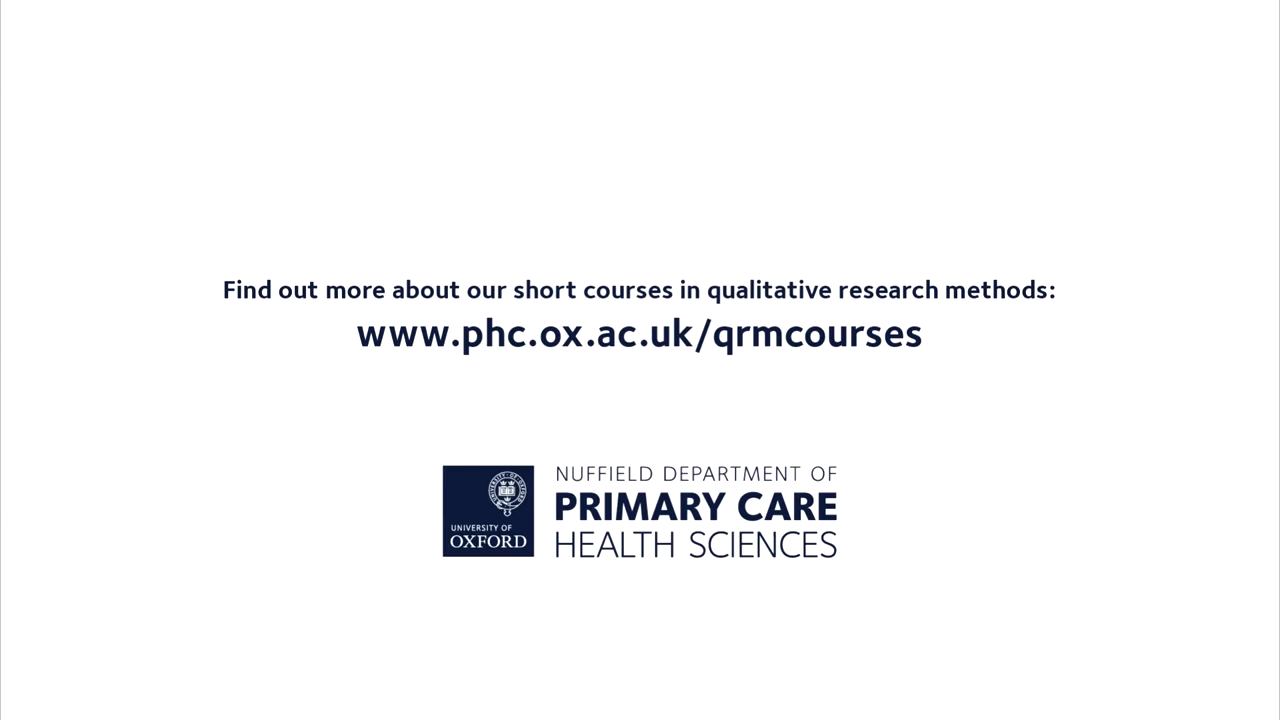 Find out more about our short courses in qualitative research methods:
www.phc.ox.ac.uk/qrmcourses
UNIVERSITY OF
OXFORD
NUFFIELD DEPARTMENT OF
PRIMARY CARE
HEALTH SCIENCES